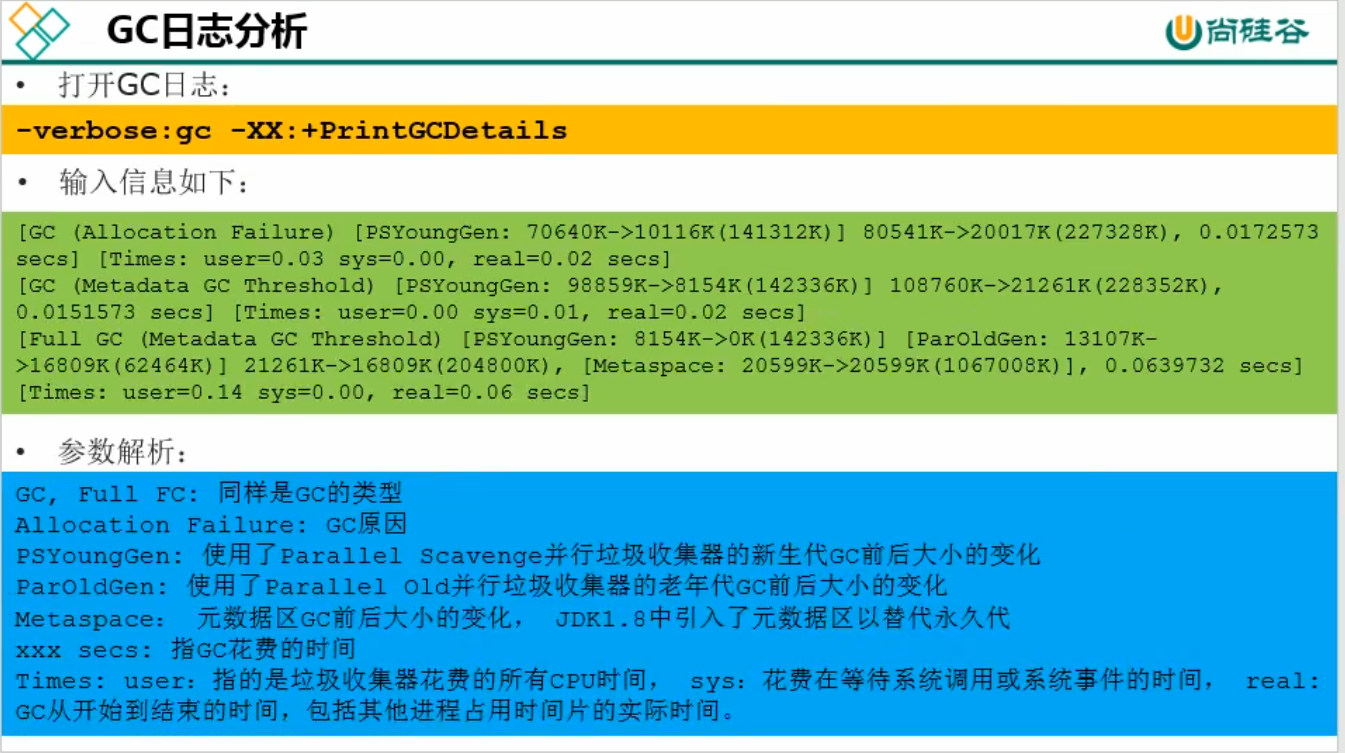 GC日志分析
尚硅谷
• 打开GC日志：
-verbose:gc -XX:+PrintGCDetails
• 输入信息如下：
[GC (Allocation Failure) [PSYoungGen: 70640K->10116K(141312K)] 80541K->20017K(227328K), 0.0172573
secs] [Times: user=0.03 sys=0.00, real=0.02 secs]
[GC (Metadata GC Threshold) [PSYoungGen: 98859K->8154K(142336K)] 108760K->21261K(228352K),
0.0151573 secs] [Times: user=0.00 sys=0.01, real=0.02 secs]
[Full GC (Metadata GC Threshold) [PSYoungGen: 8154K->0K(142336K)] [ParOldGen: 13107K-
>16809K(62464K)] 21261K->16809K(204800K), [Metaspace: 20599K->20599K(1067008K)], 0.0639732 secs]
[Times: user=0.14 sys=0.00, real=0.06 secs]
• 参数解析：
GC, Full FC: 同样是GC的类型
Allocation Failure: GC原因
PSYoungGen: 使用了Parallel Scavenge并行垃圾收集器的新生代GC前后大小的变化
ParOldGen: 使用了Parallel Old并行垃圾收集器的老年代GC前后大小的变化
Metaspace: 元数据区GC前后大小的变化， JDK1.8中引入了元数据区以替代永久代
xxx secs: 指GC花费的时间
Times: user: 指的是垃圾收集器花费的所有CPU时间， sys: 花费在等待系统调用或系统事件的时间， real:
GC从开始到结束的时间，包括其他进程占用时间片的实际时间。